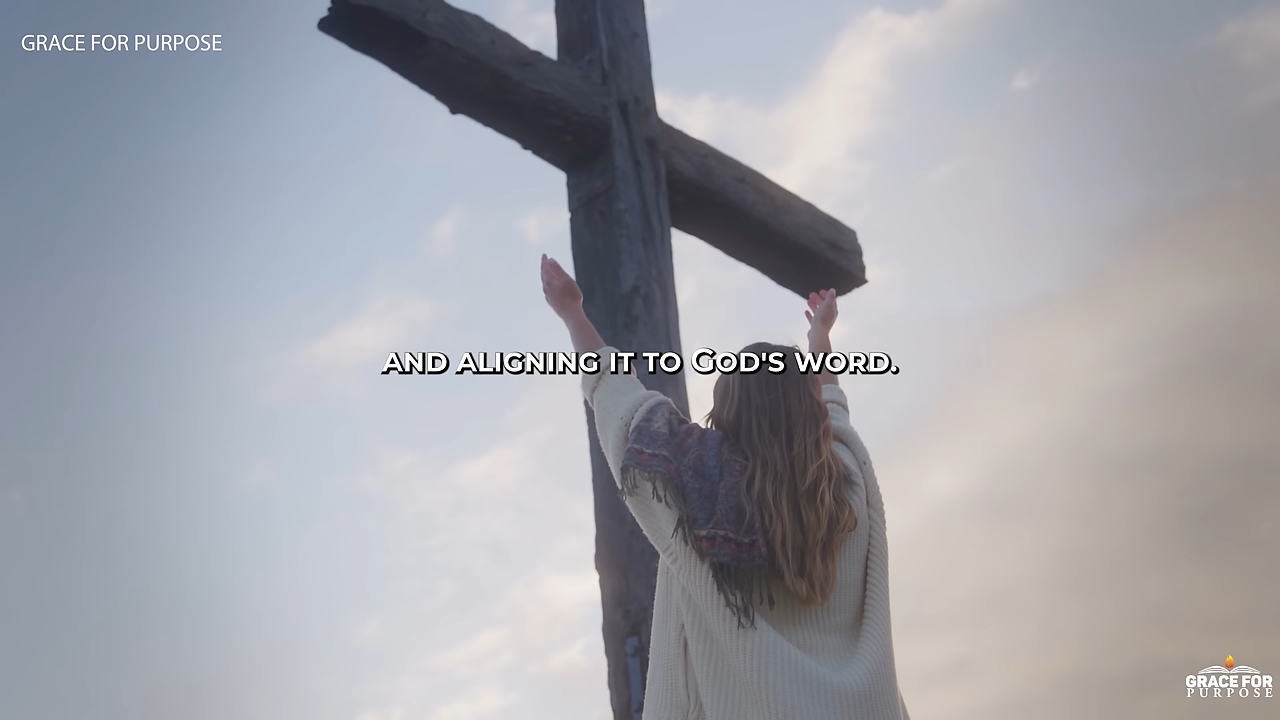 GRACE FOR PURPOSE
AND ALIGNING IT TO GOD'S WORD.
GRACE FOR
PURPOSE